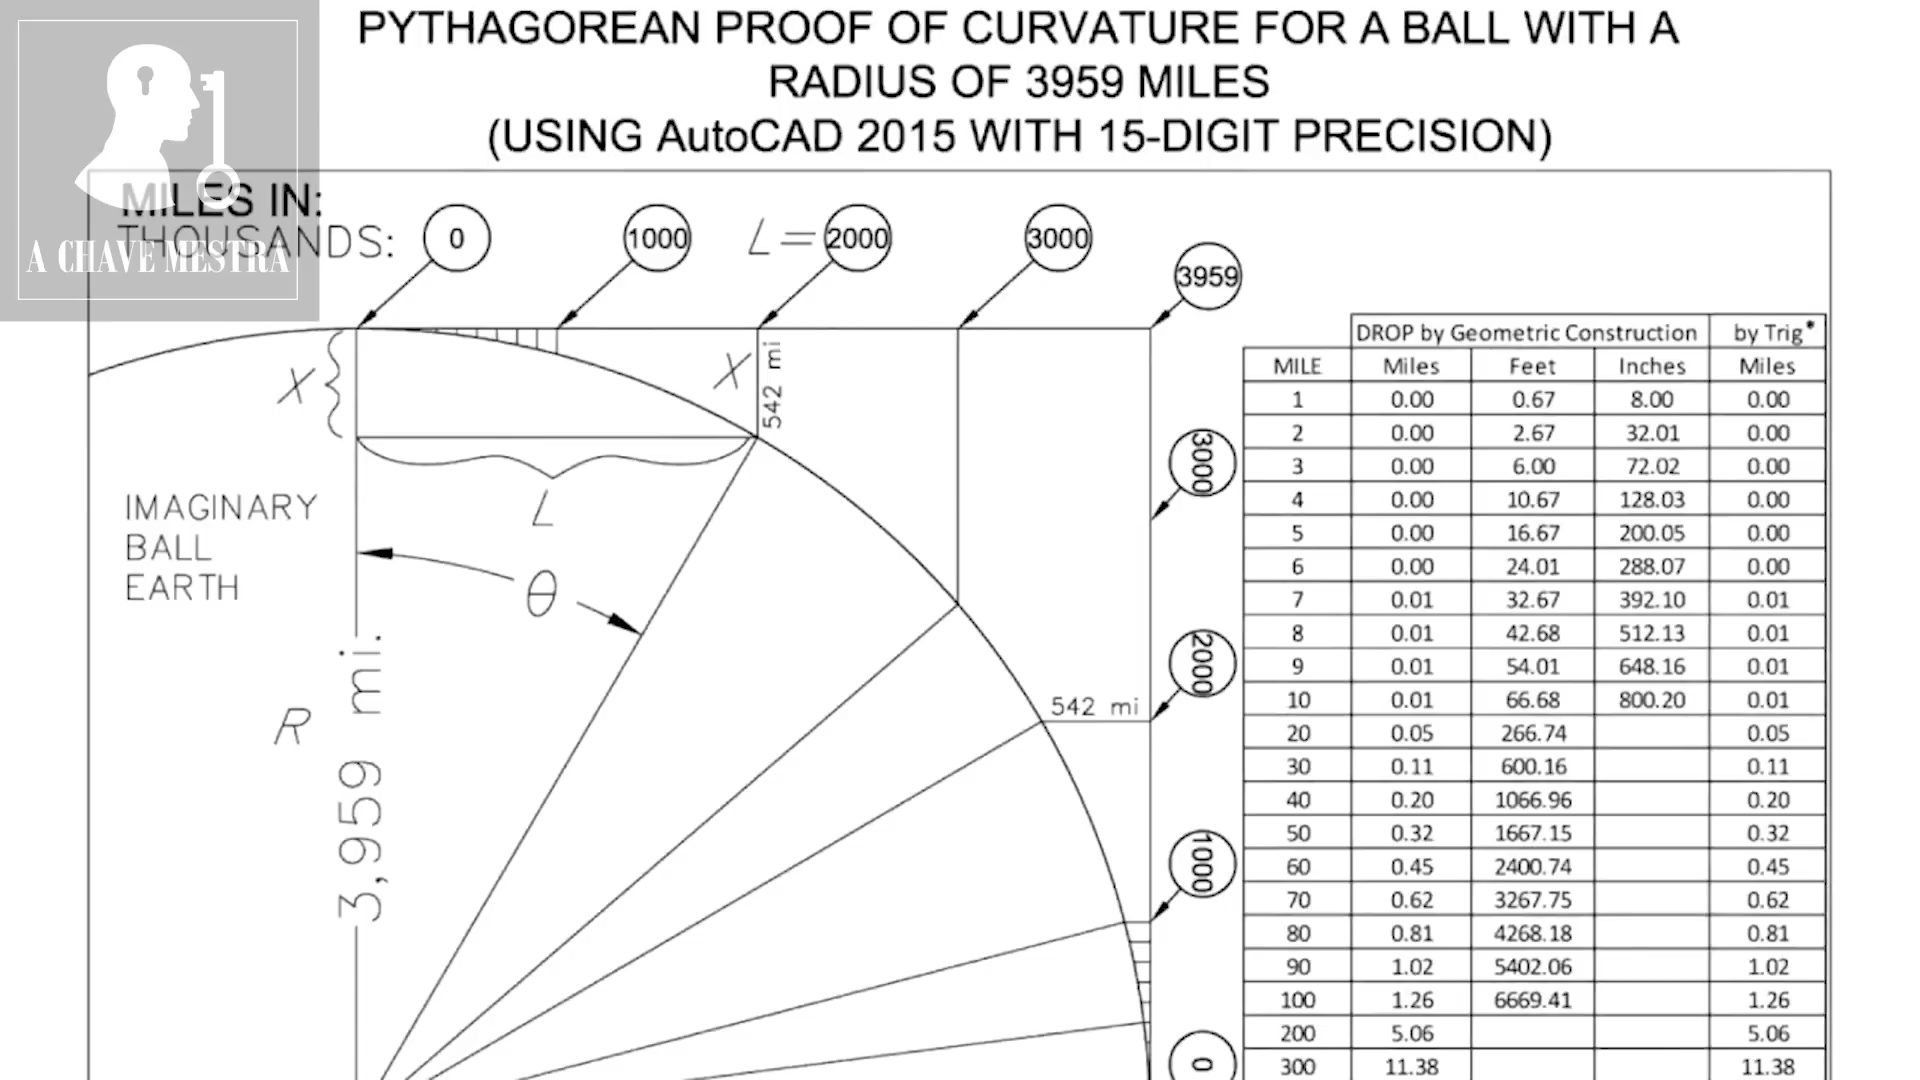 PYTHAGOREAN PROOF OF CURVATURE FOR A BALL WITH A
RADIUS OF 3959 MILES
(USING AutoCAD 2015 WITH 15-DIGIT PRECISION)
MILES IN:
THOUSANDS:
A CHAVE MESTRA
0
1000
L=2000
3000
3959
X
X
542 mi
L
θ
IMAGINARY
BALL
EARTH
R
3,959 mi.
3000
2000
542 mi
1000
0
DROP by Geometric Construction by Trig*
MILE Miles Feet Inches Miles
1 0.00 0.67 8.00 0.00
2 0.00 2.67 32.01 0.00
3 0.00 6.00 72.02 0.00
4 0.00 10.67 128.03 0.00
5 0.00 16.67 200.05 0.00
6 0.00 24.01 288.07 0.00
7 0.01 32.67 392.10 0.01
8 0.01 42.68 512.13 0.01
9 0.01 54.01 648.16 0.01
10 0.01 66.68 800.20 0.01
20 0.05 266.74 0.05
30 0.11 600.16 0.11
40 0.20 1066.96 0.20
50 0.32 1667.15 0.32
60 0.45 2400.74 0.45
70 0.62 3267.75 0.62
80 0.81 4268.18 0.81
90 1.02 5402.06 1.02
100 1.26 6669.41 1.26
200 5.06 5.06
300 11.38 11.38